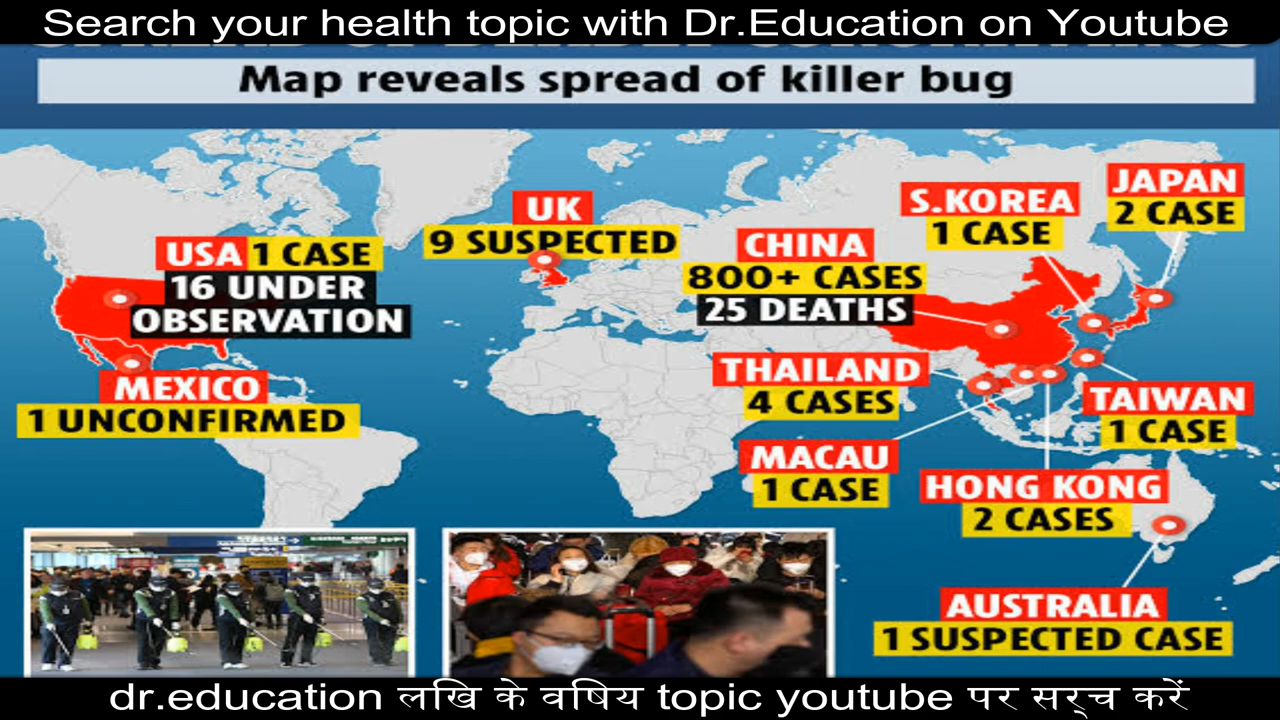 Search your health topic with Dr.Education on Youtube
Map reveals spread of killer bug
JAPAN
2 CASE
S.KOREA
1 CASE
UK
9 SUSPECTED
CHINA
800+ CASES
25 DEATHS
USA 1 CASE
16 UNDER
OBSERVATION
THAILAND
4 CASES
MEXICO
1 UNCONFIRMED
TAIWAN
1 CASE
MACAU
1 CASE
HONG KONG
2 CASES
AUSTRALIA
1 SUSPECTED CASE
dr.education लखि के वषिय topic youtube पर सर्च करें